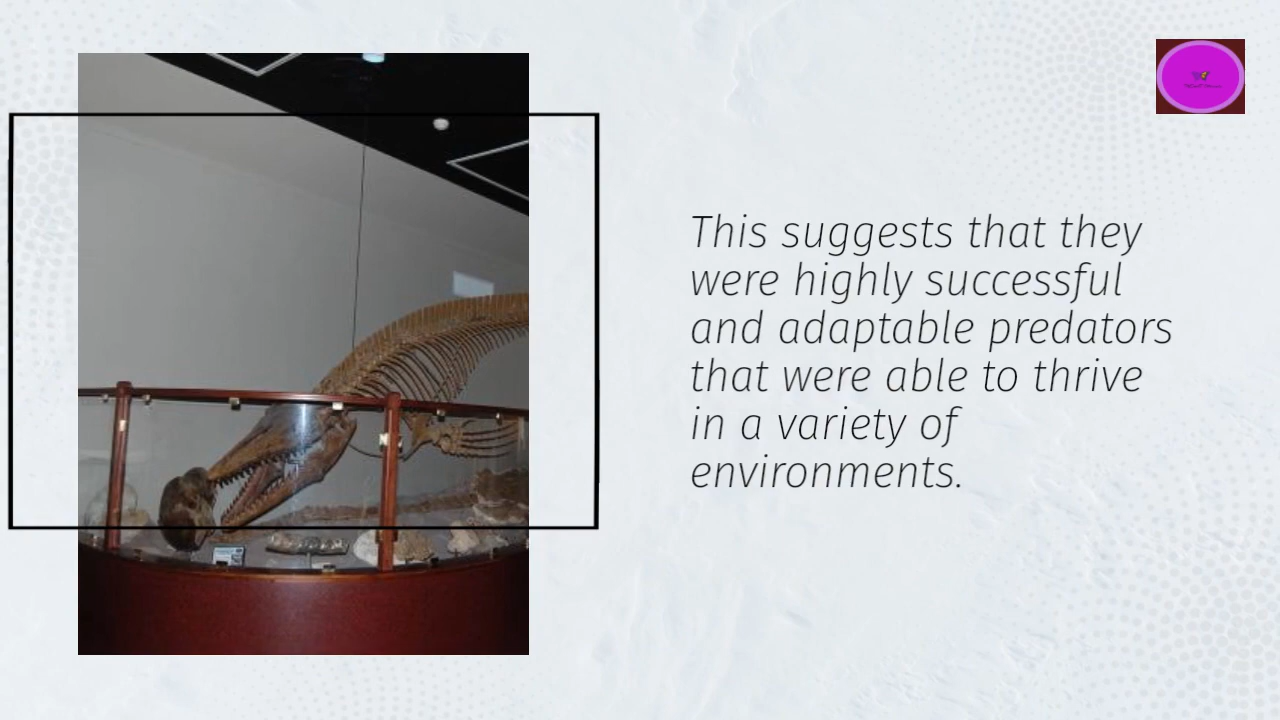 This suggests that they
were highly successful
and adaptable predators
that were able to thrive
in a variety of
environments.